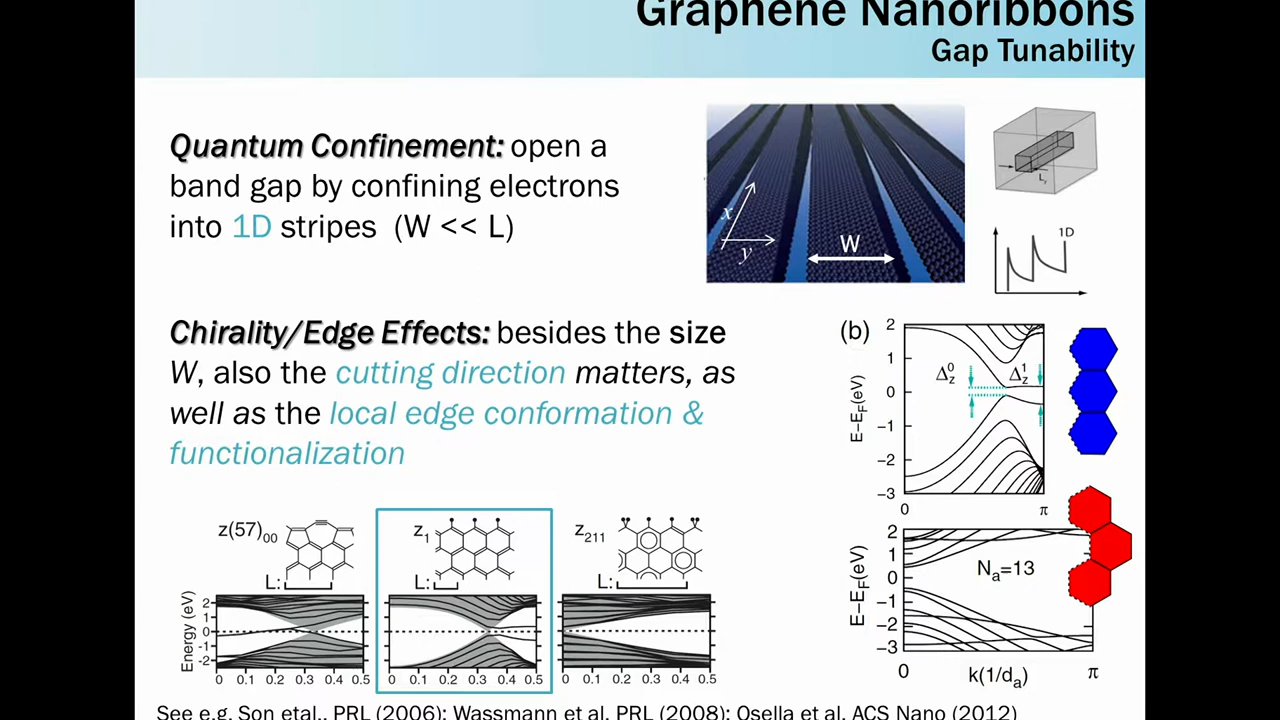 Graphene Nanoribbons
Gap Tunability
Quantum Confinement: open a
band gap by confining electrons
into 1D stripes (W << L)
x
y
W
L
1D
Chirality/Edge Effects: besides the size
W, also the cutting direction matters, as
well as the local edge conformation &
functionalization
(b)
2
1
0
−1
−2
−3
E−E_F(eV)
Δ_z^0
Δ_z^1
0
π
2
1
0
−1
−2
−3
E−E_F(eV)
N_a=13
0
k(1/d_a)
π
z(57)_00
L:
z_1
L:
z_211
L:
Energy (eV)
2
1
0
-1
-2
0 0.1 0.2 0.3 0.4 0.5
0 0.1 0.2 0.3 0.4 0.5
0 0.1 0.2 0.3 0.4 0.5
See e.g. Son etal., PRL (2006); Wassmann et al. PRL (2008); Osella et al. ACS Nano (2012)